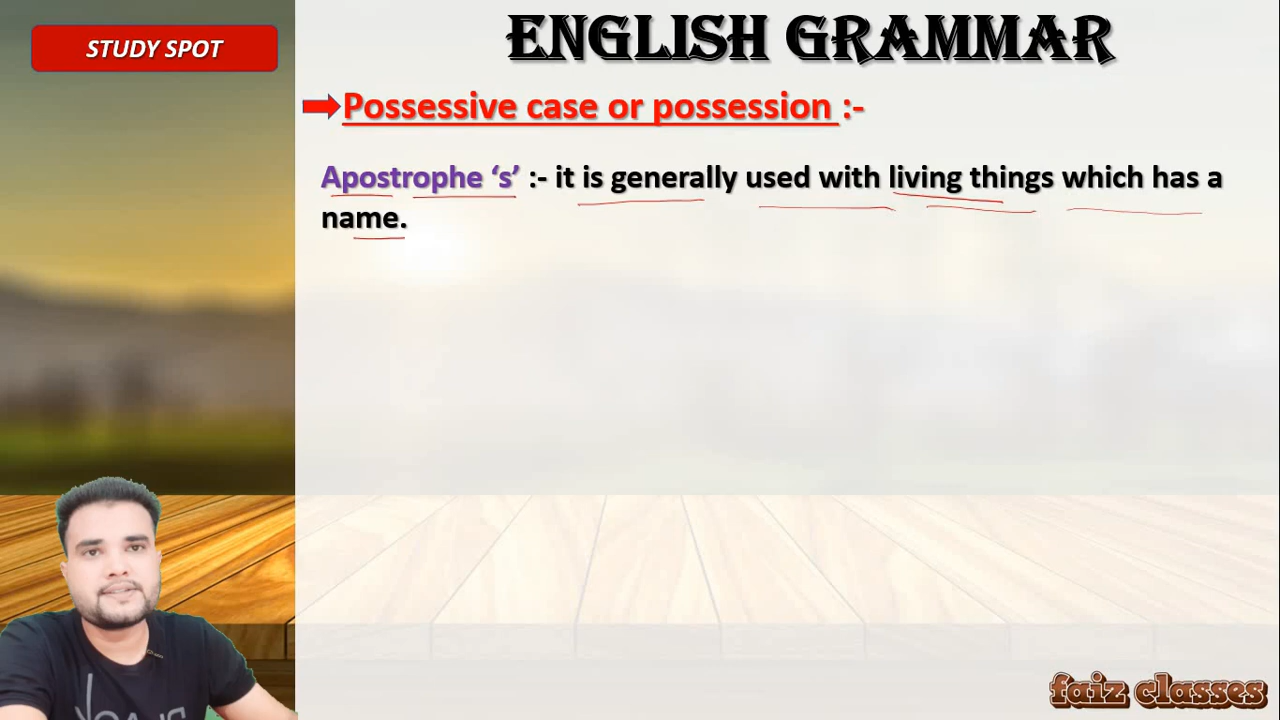 STUDY SPOT
ENGLISH GRAMMAR
Possessive case or possession :-
Apostrophe ‘s’ :- it is generally used with living things which has a
name.
faiz classes